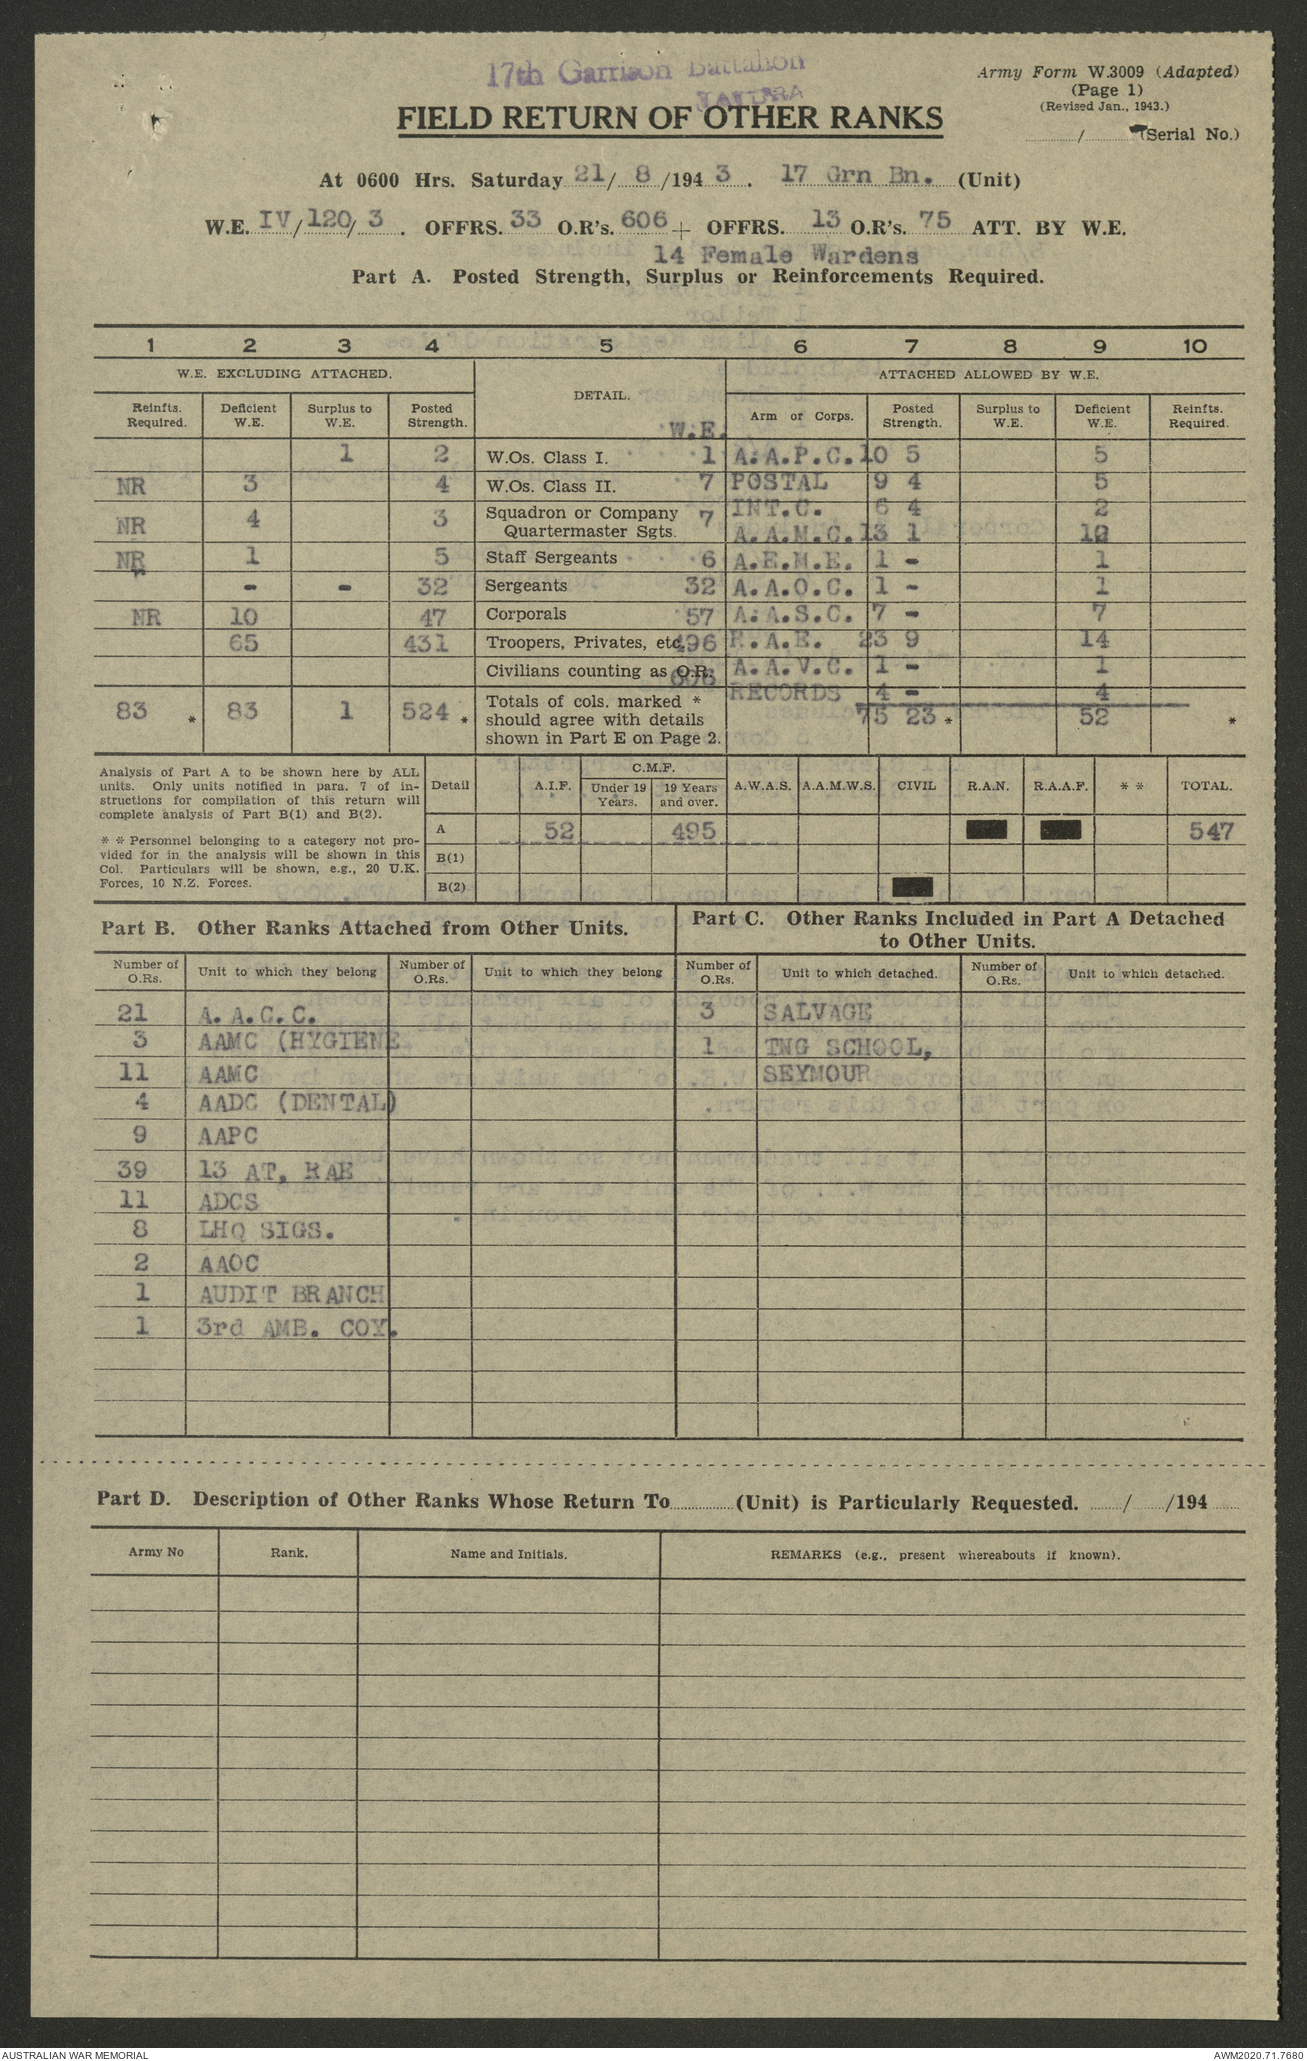 17th Garrison Battalion
Army Form W.3009 (Adapted)
(Page 1)
(Revised Jan., 1943.)
/ (Serial No.)
FIELD RETURN OF OTHER RANKS
At 0600 Hrs. Saturday 21/ 8 /194 3 . 17 Grn Bn. (Unit)
W.E. IV/120/ 3 . OFFRS. 33 O.R's. 606 + OFFRS. 13 O.R's. 75 ATT. BY W.E.
14 Female Wardens
Part A. Posted Strength, Surplus or Reinforcements Required.
1 2 3 4 5 6 7 8 9 10
W.E. EXCLUDING ATTACHED. DETAIL. ATTACHED ALLOWED BY W.E.
Reinfts. Required. Deficient W.E. Surplus to W.E. Posted Strength. W.E. Arm or Corps. Posted Strength. Surplus to W.E. Deficient W.E. Reinfts. Required.
1 2 W.Os. Class I. 1 A.A.P.C. 10 5 5
NR 3 4 W.Os. Class II. 7 POSTAL 9 4 5
NR 4 3 Squadron or Company Quartermaster Sgts. 7 INT.C. 6 4 2
A.A.M.C. 13 1 12
NR 1 5 Staff Sergeants 6 A.E.M.E. 1 - 1
- - 32 Sergeants 32 A.A.O.C. 1 - 1
NR 10 47 Corporals 57 A.A.S.C. 7 - 7
65 431 Troopers, Privates, etc. 496 R.A.E. 23 9 14
Civilians counting as O.R. 606 A.A.V.C. 1 - 1
RECORDS 4 - 4
83 * 83 1 524 * Totals of cols. marked * should agree with details shown in Part E on Page 2. 75 23 * 52 *
Analysis of Part A to be shown here by ALL
units. Only units notified in para. 7 of in-
structions for compilation of this return will
complete analysis of Part B(1) and B(2).
* * Personnel belonging to a category not pro-
vided for in the analysis will be shown in this
Col. Particulars will be shown, e.g., 20 U.K.
Forces, 10 N.Z. Forces.
Detail A.I.F. C.M.F. Under 19 Years. 19 Years and over. A.W.A.S. A.A.M.W.S. CIVIL R.A.N. R.A.A.F. * * TOTAL.
A 52 495 547
B(1)
B(2)
Part B. Other Ranks Attached from Other Units.
Part C. Other Ranks Included in Part A Detached
to Other Units.
Number of O.Rs. Unit to which they belong Number of O.Rs. Unit to which they belong Number of O.Rs. Unit to which detached. Number of O.Rs. Unit to which detached.
21 A.A.C.C. 3 SALVAGE
3 AAMC (HYGIENE 1 TNG SCHOOL,
11 AAMC SEYMOUR
4 AADC (DENTAL)
9 AAPC
39 13 AT, RAE
11 ADCS
8 LHQ SIGS.
2 AAOC
1 AUDIT BRANCH
1 3rd AMB. COY.
Part D. Description of Other Ranks Whose Return To (Unit) is Particularly Requested. / /194
Army No Rank. Name and Initials. REMARKS (e.g., present whereabouts if known).
AUSTRALIAN WAR MEMORIAL AWM2020.71.7680